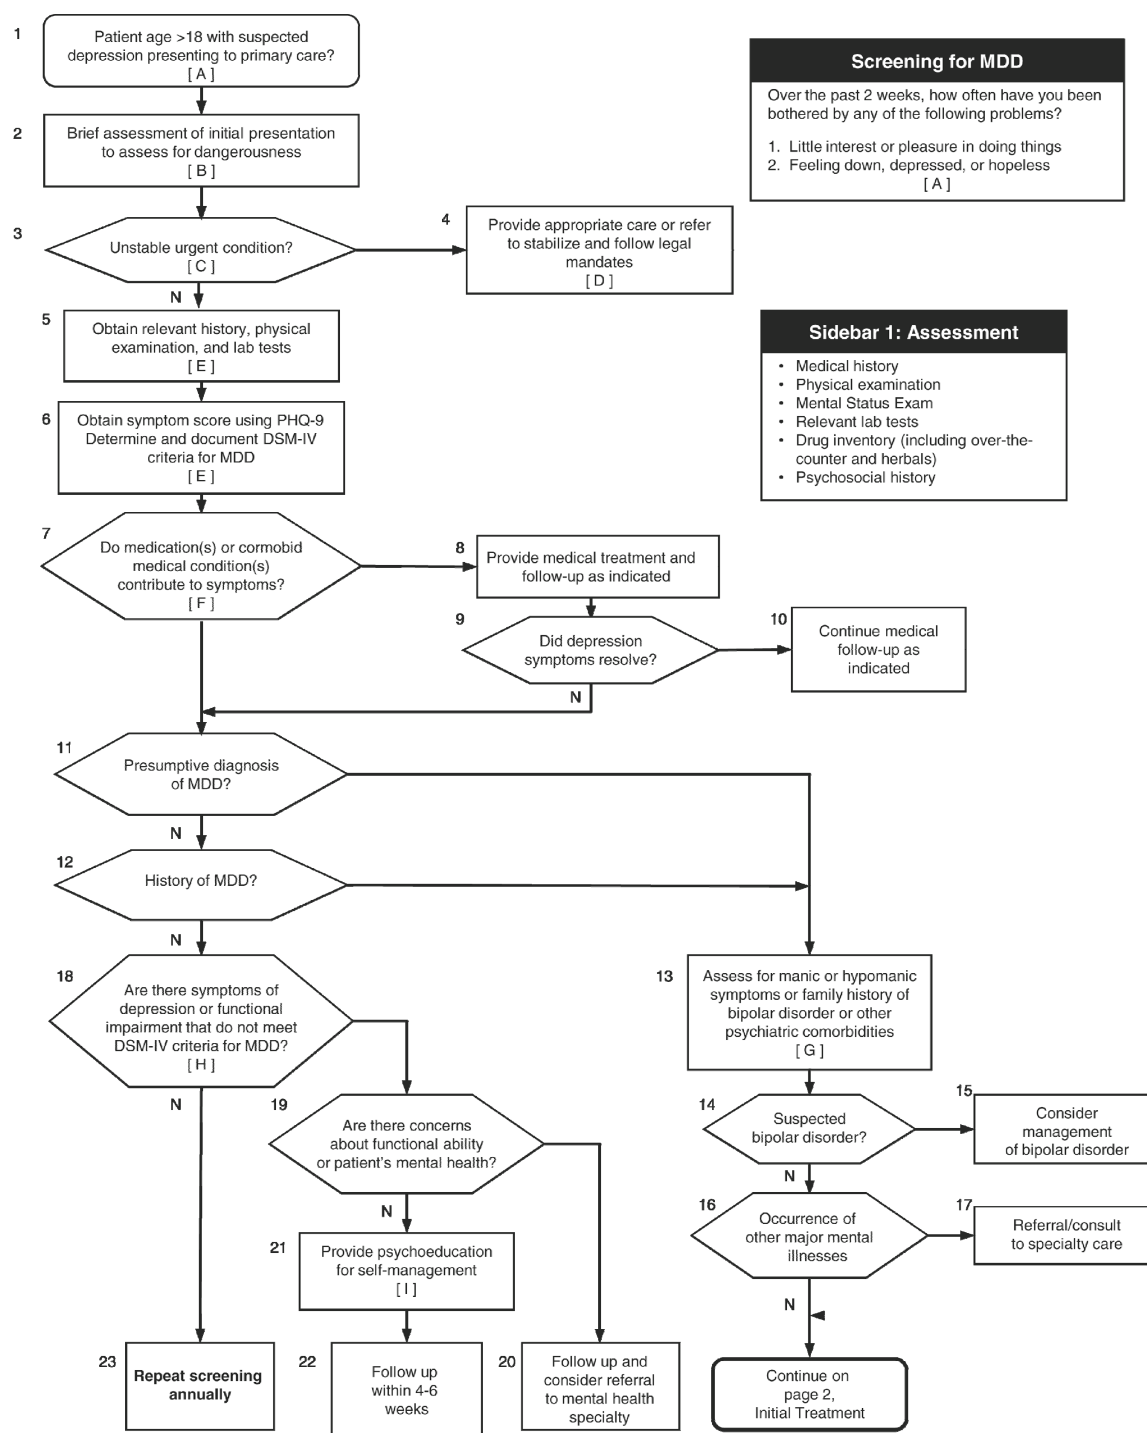 1
Patient age >18 with suspected
depression presenting to primary care?
[ A ]
2
Brief assessment of initial presentation
to assess for dangerousness
[ B ]
3
Unstable urgent condition?
[ C ]
N
4
Provide appropriate care or refer
to stabilize and follow legal
mandates
[ D ]
5
Obtain relevant history, physical
examination, and lab tests
[ E ]
6
Obtain symptom score using PHQ-9
Determine and document DSM-IV
criteria for MDD
[ E ]
7
Do medication(s) or cormobid
medical condition(s)
contribute to symptoms?
[ F ]
8
Provide medical treatment and
follow-up as indicated
9
Did depression
symptoms resolve?
N
10
Continue medical
follow-up as
indicated
11
Presumptive diagnosis
of MDD?
N
12
History of MDD?
N
18
Are there symptoms of
depression or functional
impairment that do not meet
DSM-IV criteria for MDD?
[ H ]
N
19
Are there concerns
about functional ability
or patient's mental health?
N
21
Provide psychoeducation
for self-management
[ I ]
23
Repeat screening
annually
22
Follow up
within 4-6
weeks
20
Follow up and
consider referral
to mental health
specialty
Screening for MDD
Over the past 2 weeks, how often have you been
bothered by any of the following problems?
1. Little interest or pleasure in doing things
2. Feeling down, depressed, or hopeless
[ A ]
Sidebar 1: Assessment
• Medical history
• Physical examination
• Mental Status Exam
• Relevant lab tests
• Drug inventory (including over-the-
counter and herbals)
• Psychosocial history
13
Assess for manic or hypomanic
symptoms or family history of
bipolar disorder or other
psychiatric comorbidities
[ G ]
14
Suspected
bipolar disorder?
N
15
Consider
management
of bipolar disorder
16
Occurrence of
other major mental
illnesses
N
17
Referral/consult
to specialty care
Continue on
page 2,
Initial Treatment